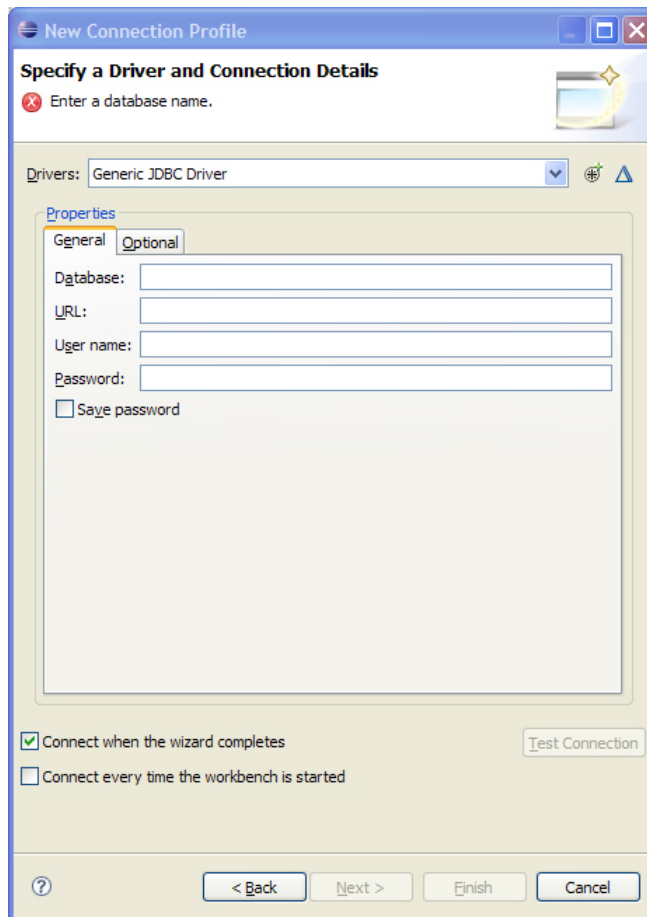 New Connection Profile
Specify a Driver and Connection Details
Enter a database name.
Drivers: Generic JDBC Driver
Properties
General Optional
Database:
URL:
User name:
Password:
Save password
Connect when the wizard completes Test Connection
Connect every time the workbench is started
? < Back Next > Finish Cancel